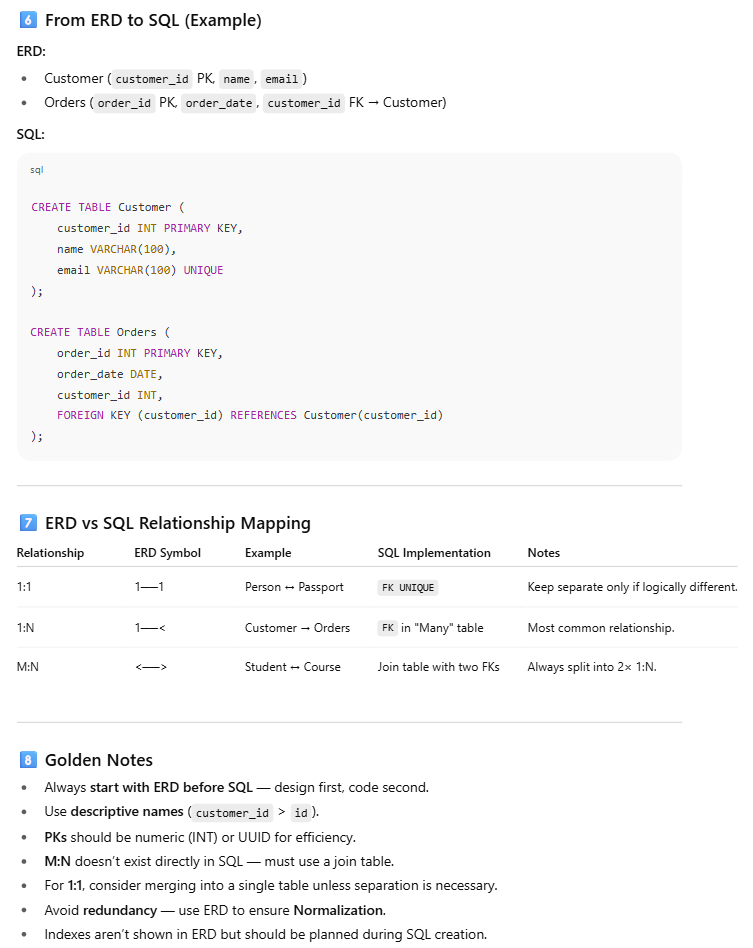 6 From ERD to SQL (Example)
ERD:
• Customer ( customer_id PK, name , email )
• Orders ( order_id PK, order_date , customer_id FK → Customer)
SQL:
sql
CREATE TABLE Customer (
    customer_id INT PRIMARY KEY,
    name VARCHAR(100),
    email VARCHAR(100) UNIQUE
);
CREATE TABLE Orders (
    order_id INT PRIMARY KEY,
    order_date DATE,
    customer_id INT,
    FOREIGN KEY (customer_id) REFERENCES Customer(customer_id)
);
7 ERD vs SQL Relationship Mapping
Relationship ERD Symbol Example SQL Implementation Notes
1:1 1──1 Person ↔ Passport FK UNIQUE Keep separate only if logically different.
1:N 1──< Customer → Orders FK in "Many" table Most common relationship.
M:N <──> Student ↔ Course Join table with two FKs Always split into 2× 1:N.
8 Golden Notes
• Always start with ERD before SQL — design first, code second.
• Use descriptive names ( customer_id > id ).
• PKs should be numeric (INT) or UUID for efficiency.
• M:N doesn’t exist directly in SQL — must use a join table.
• For 1:1, consider merging into a single table unless separation is necessary.
• Avoid redundancy — use ERD to ensure Normalization.
• Indexes aren’t shown in ERD but should be planned during SQL creation.